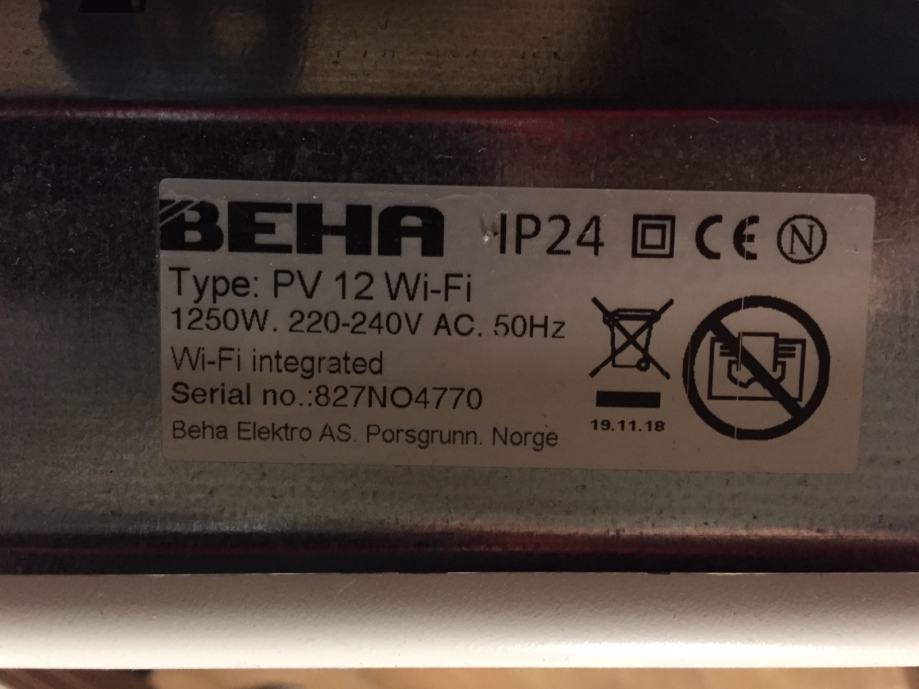 BEHA IP24 CE N
Type: PV 12 Wi-Fi
1250W. 220-240V AC. 50Hz
Wi-Fi integrated
Serial no.:827NO4770
Beha Elektro AS. Porsgrunn. Norge
19.11.18